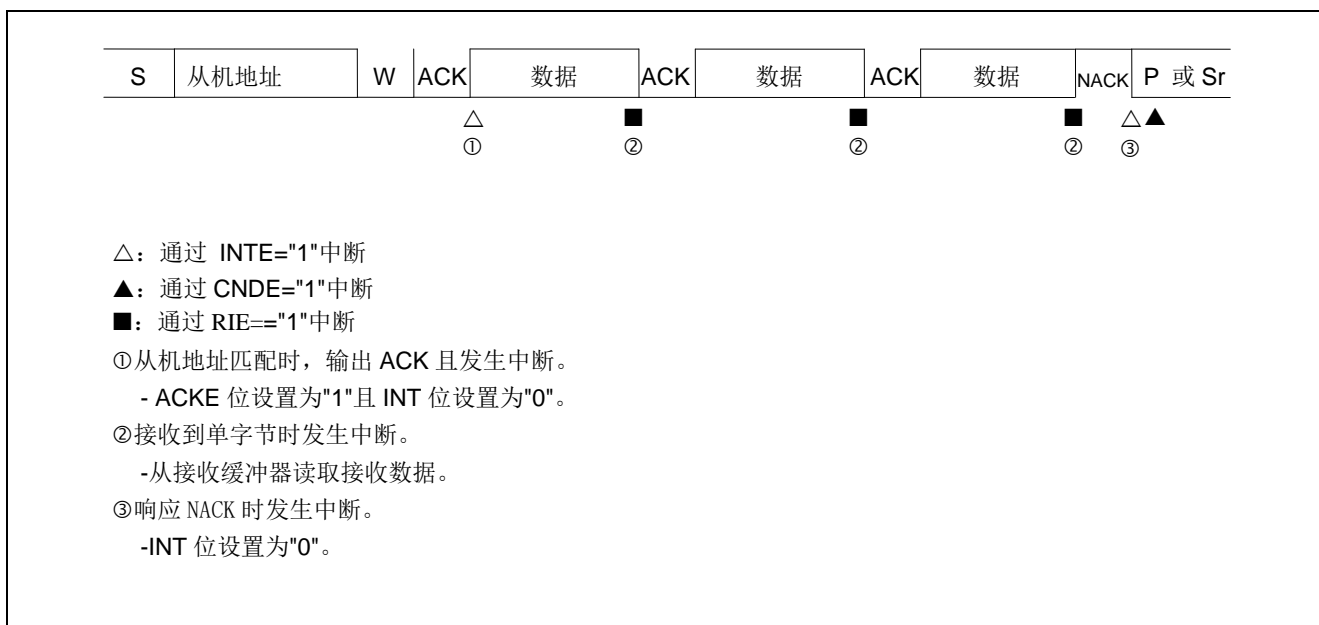 S 从机地址 W ACK 数据 ACK 数据 ACK 数据 NACK P 或 Sr
△ ■ ■ ■ △▲
① ② ② ② ③
△：通过 INTE="1"中断
▲：通过 CNDE="1"中断
■：通过 RIE=="1"中断
①从机地址匹配时，输出 ACK 且发生中断。
- ACKE 位设置为"1"且 INT 位设置为"0"。
②接收到单字节时发生中断。
-从接收缓冲器读取接收数据。
③响应 NACK 时发生中断。
-INT 位设置为"0"。